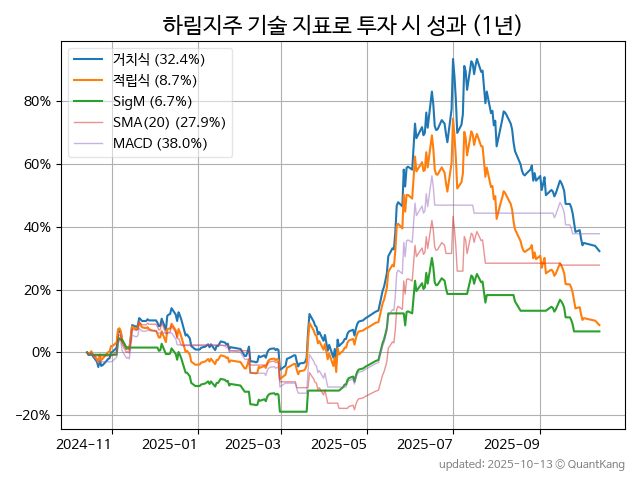 하림지주 기술 지표로 투자 시 성과 (1년)
거치식 (32.4%)
적립식 (8.7%)
SigM (6.7%)
SMA(20) (27.9%)
MACD (38.0%)
80%
60%
40%
20%
0%
−20%
2024-11 2025-01 2025-03 2025-05 2025-07 2025-09
updated: 2025-10-13 ⓒ QuantKang